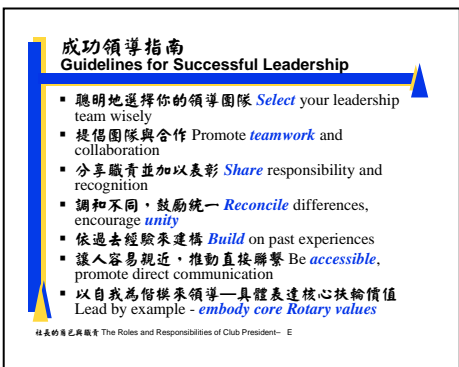 成功領導指南
Guidelines for Successful Leadership
▪ 聰明地選擇你的領導團隊 Select your leadership
team wisely
▪ 提倡團隊與合作 Promote teamwork and
collaboration
▪ 分享職責並加以表彰 Share responsibility and
recognition
▪ 調和不同，鼓勵統一 Reconcile differences,
encourage unity
▪ 依過去經驗來建構 Build on past experiences
▪ 讓人容易親近，推動直接聯繫 Be accessible,
promote direct communication
▪ 以自我為楷模來領導—具體表達核心扶輪價值
Lead by example - embody core Rotary values
社長的角色與職責 The Roles and Responsibilities of Club President– E